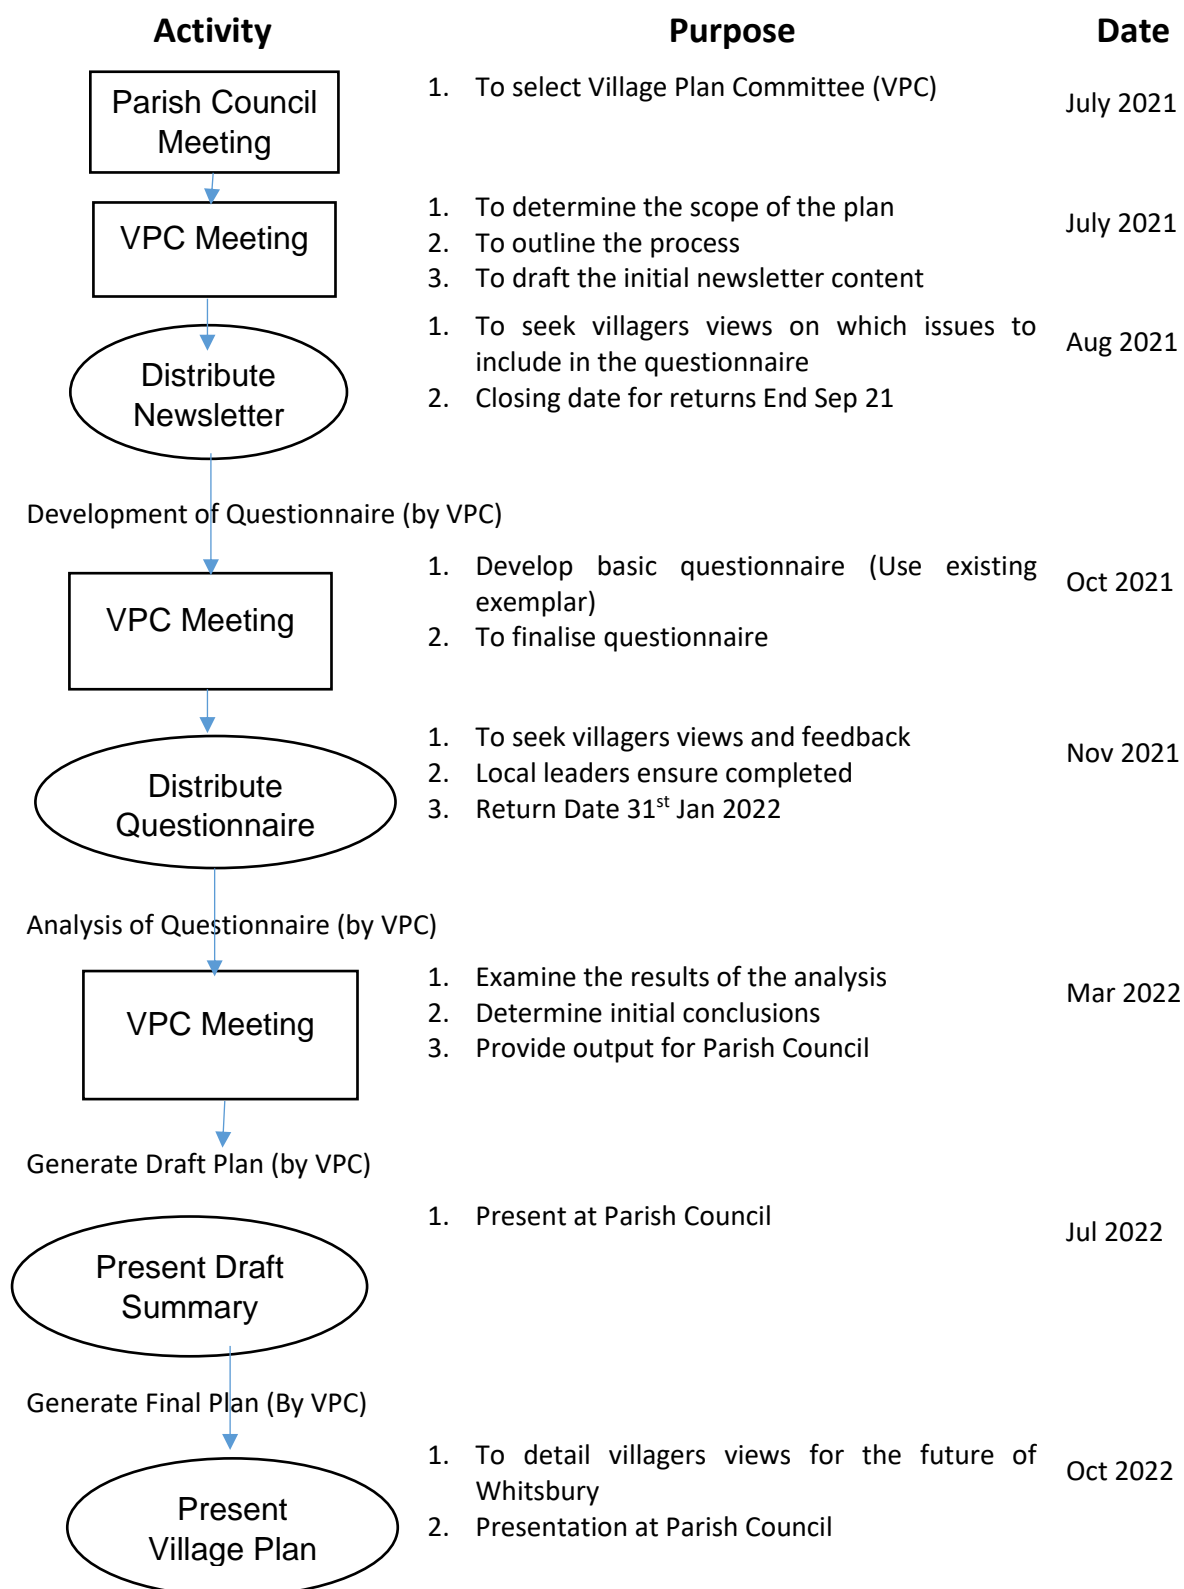 Activity Purpose Date
Parish Council
Meeting
1. To select Village Plan Committee (VPC)
July 2021
VPC Meeting
1. To determine the scope of the plan
2. To outline the process
3. To draft the initial newsletter content
July 2021
Distribute
Newsletter
1. To seek villagers views on which issues to
include in the questionnaire
2. Closing date for returns End Sep 21
Aug 2021
Development of Questionnaire (by VPC)
VPC Meeting
1. Develop basic questionnaire (Use existing
exemplar)
2. To finalise questionnaire
Oct 2021
Distribute
Questionnaire
1. To seek villagers views and feedback
2. Local leaders ensure completed
3. Return Date 31st Jan 2022
Nov 2021
Analysis of Questionnaire (by VPC)
VPC Meeting
1. Examine the results of the analysis
2. Determine initial conclusions
3. Provide output for Parish Council
Mar 2022
Generate Draft Plan (by VPC)
Present Draft
Summary
1. Present at Parish Council
Jul 2022
Generate Final Plan (By VPC)
Present
Village Plan
1. To detail villagers views for the future of
Whitsbury
2. Presentation at Parish Council
Oct 2022